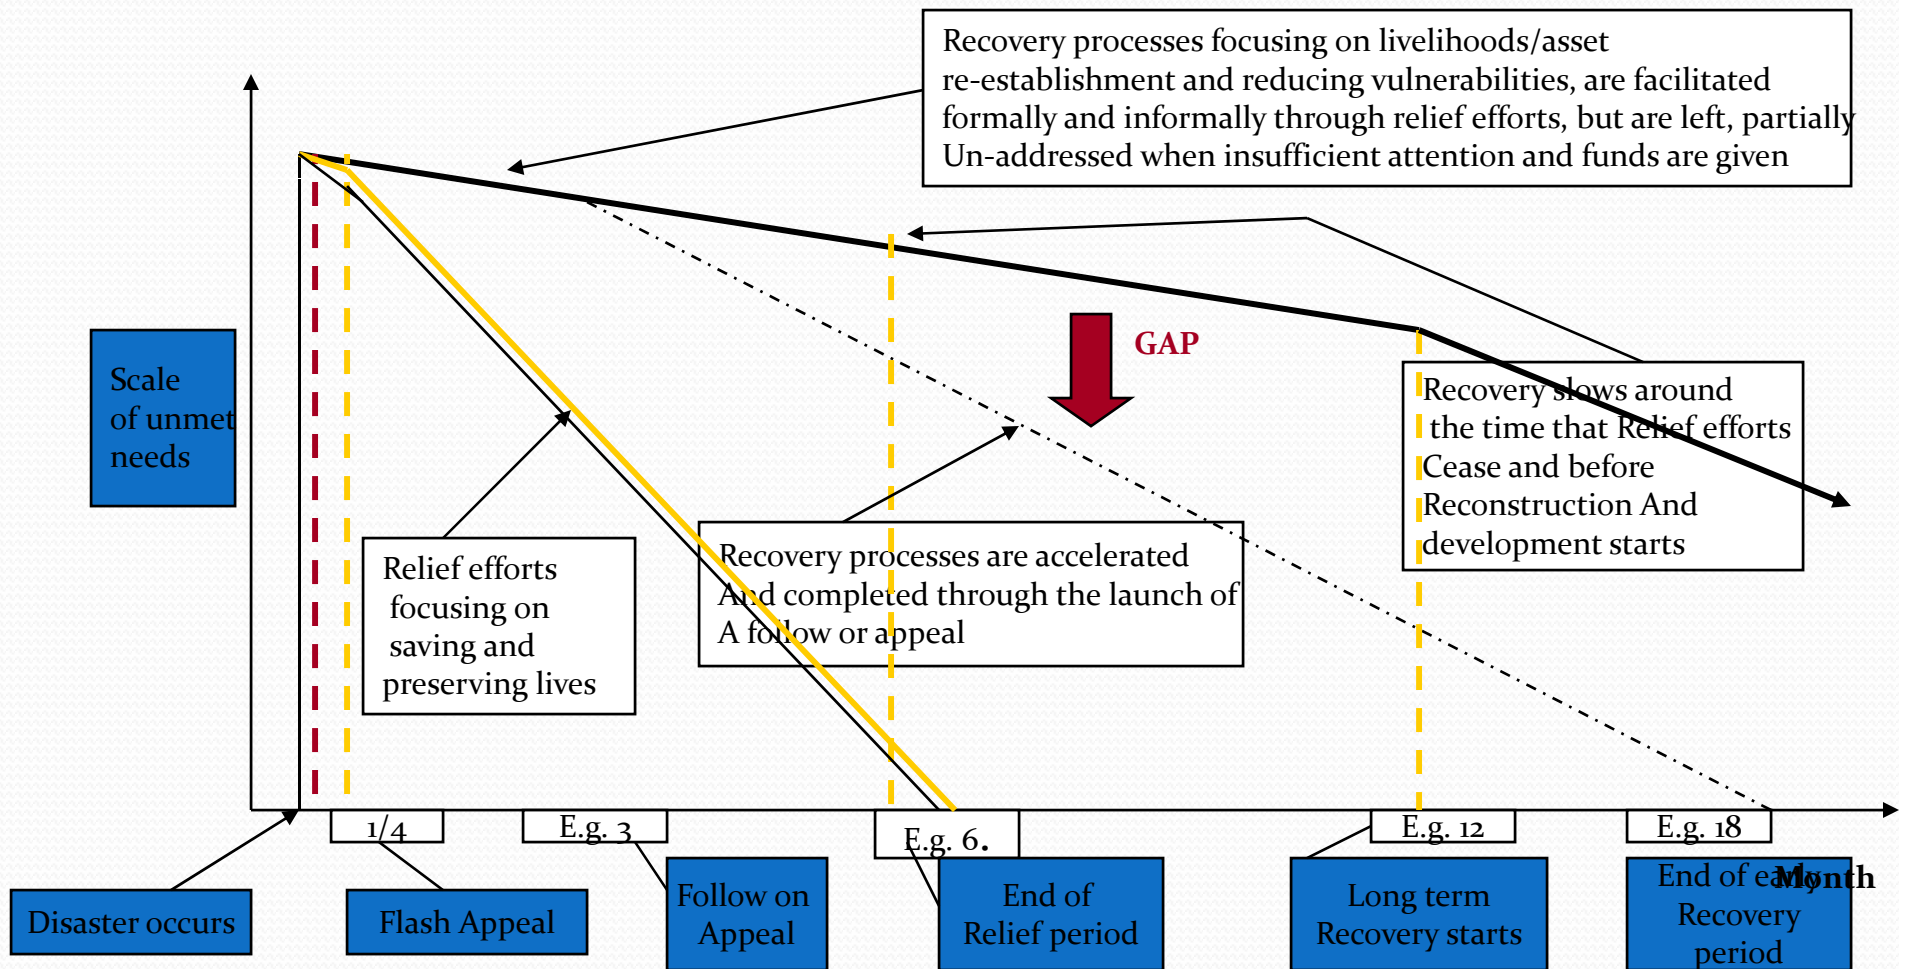 Recovery processes focusing on livelihoods/asset
re-establishment and reducing vulnerabilities, are facilitated
formally and informally through relief efforts, but are left, partially
Un-addressed when insufficient attention and funds are given
GAP
Scale
of unmet
needs
Recovery slows around
the time that Relief efforts
Cease and before
Reconstruction And
development starts
Relief efforts
focusing on
saving and
preserving lives
Recovery processes are accelerated
And completed through the launch of
A follow or appeal
1/4
E.g. 3
E.g. 6.
E.g. 12
E.g. 18
Month
Disaster occurs
Flash Appeal
Follow on
Appeal
End of
Relief period
Long term
Recovery starts
End of early
Recovery
period